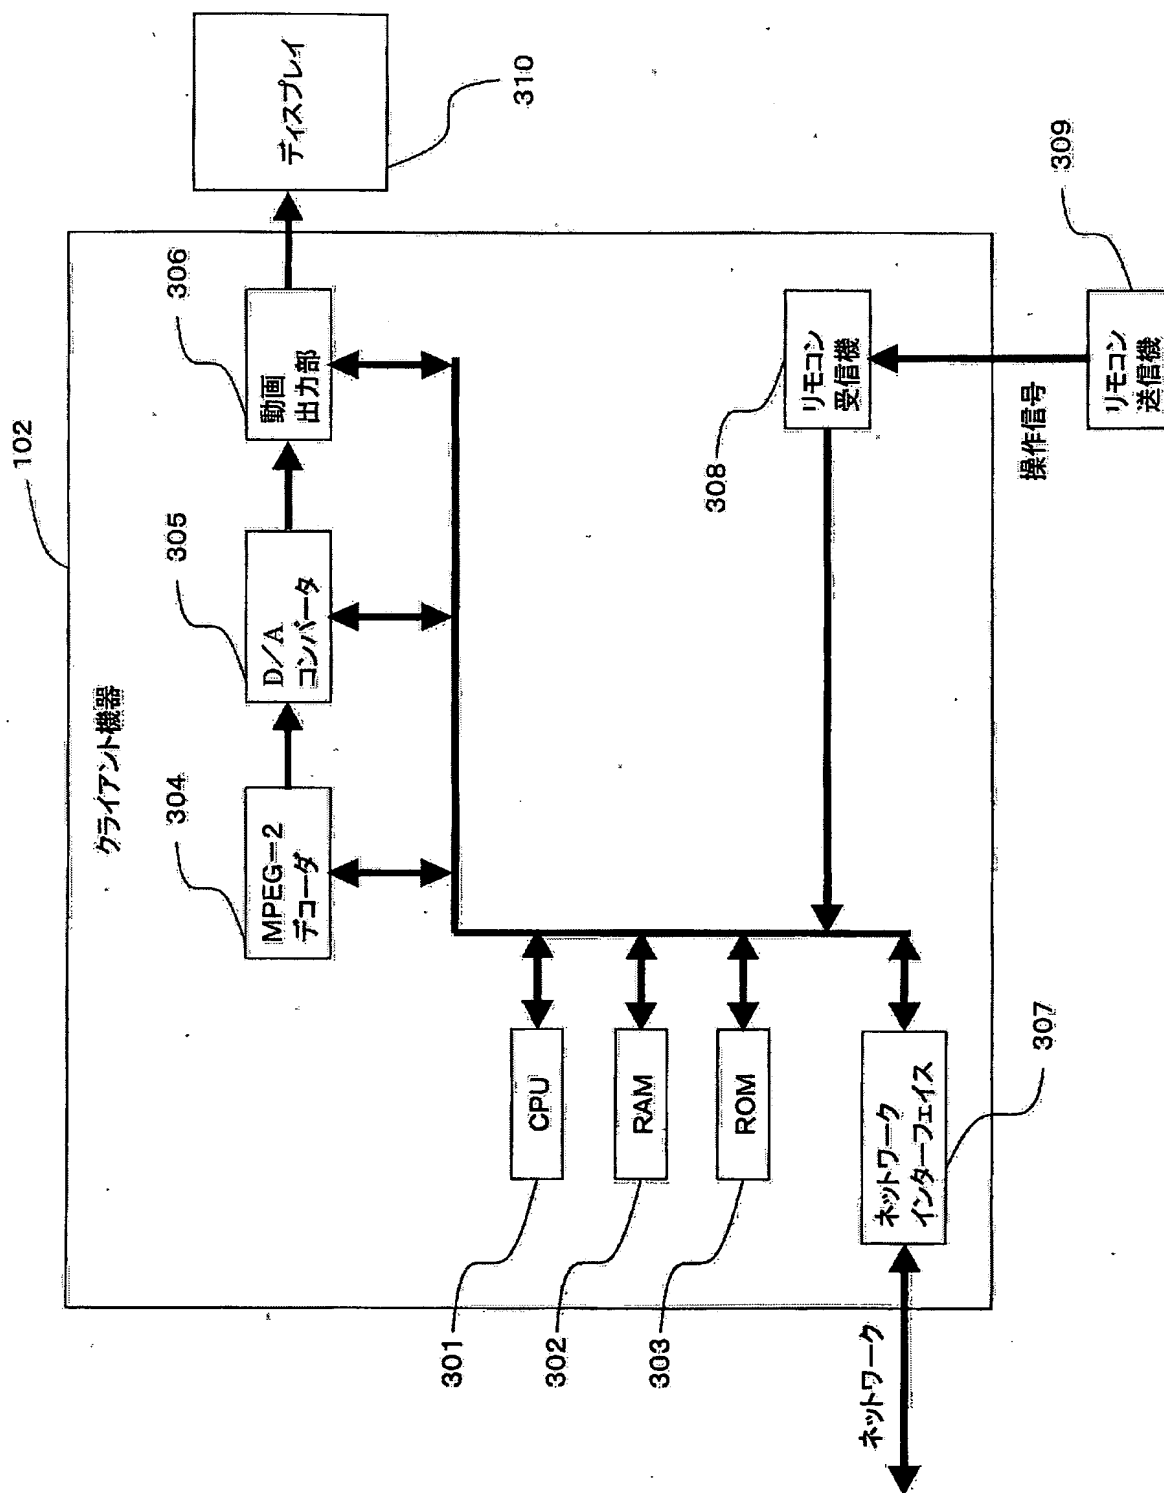 102
クライアント機器
304
MPEG-2
デコーダ
305
D/A
コンバータ
306
動画
出力部
ディスプレイ
310
301
CPU
302
RAM
303
ROM
ネットワーク
ネットワーク
インターフェイス
307
308
リモコン
受信機
操作信号
リモコン
送信機
309